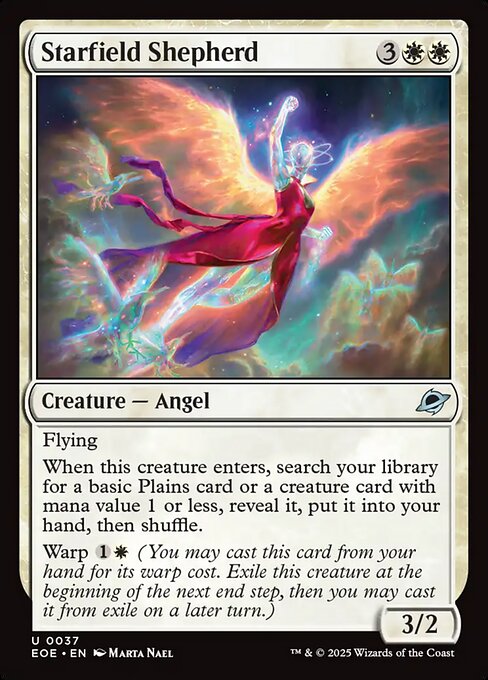 Starfield Shepherd 3
Creature — Angel
Flying
When this creature enters, search your library
for a basic Plains card or a creature card with
mana value 1 or less, reveal it, put it into your
hand, then shuffle.
Warp 1 (You may cast this card from your
hand for its warp cost. Exile this creature at the
beginning of the next end step, then you may cast
it from exile on a later turn.)
3/2
U 0037
EOE • EN Marta Nael ™ & © 2025 Wizards of the Coast